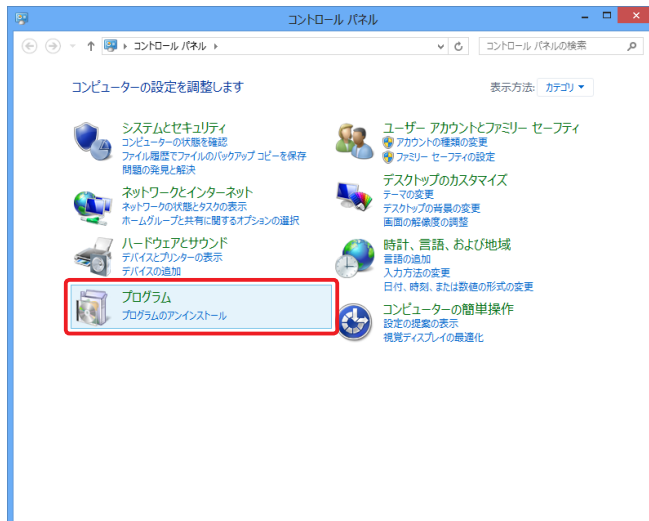 コントロール パネル
コントロール パネル
コントロール パネルの検索
コンピューターの設定を調整します
表示方法: カテゴリ
システムとセキュリティ
コンピューターの状態を確認
ファイル履歴でファイルのバックアップ コピーを保存
問題の発見と解決
ネットワークとインターネット
ネットワークの状態とタスクの表示
ホームグループと共有に関するオプションの選択
ハードウェアとサウンド
デバイスとプリンターの表示
デバイスの追加
プログラム
プログラムのアンインストール
ユーザー アカウントとファミリー セーフティ
アカウントの種類の変更
ファミリー セーフティの設定
デスクトップのカスタマイズ
テーマの変更
デスクトップの背景の変更
画面の解像度の調整
時計、言語、および地域
言語の追加
入力方法の変更
日付、時刻、または数値の形式の変更
コンピューターの簡単操作
設定の提案の表示
視覚ディスプレイの最適化